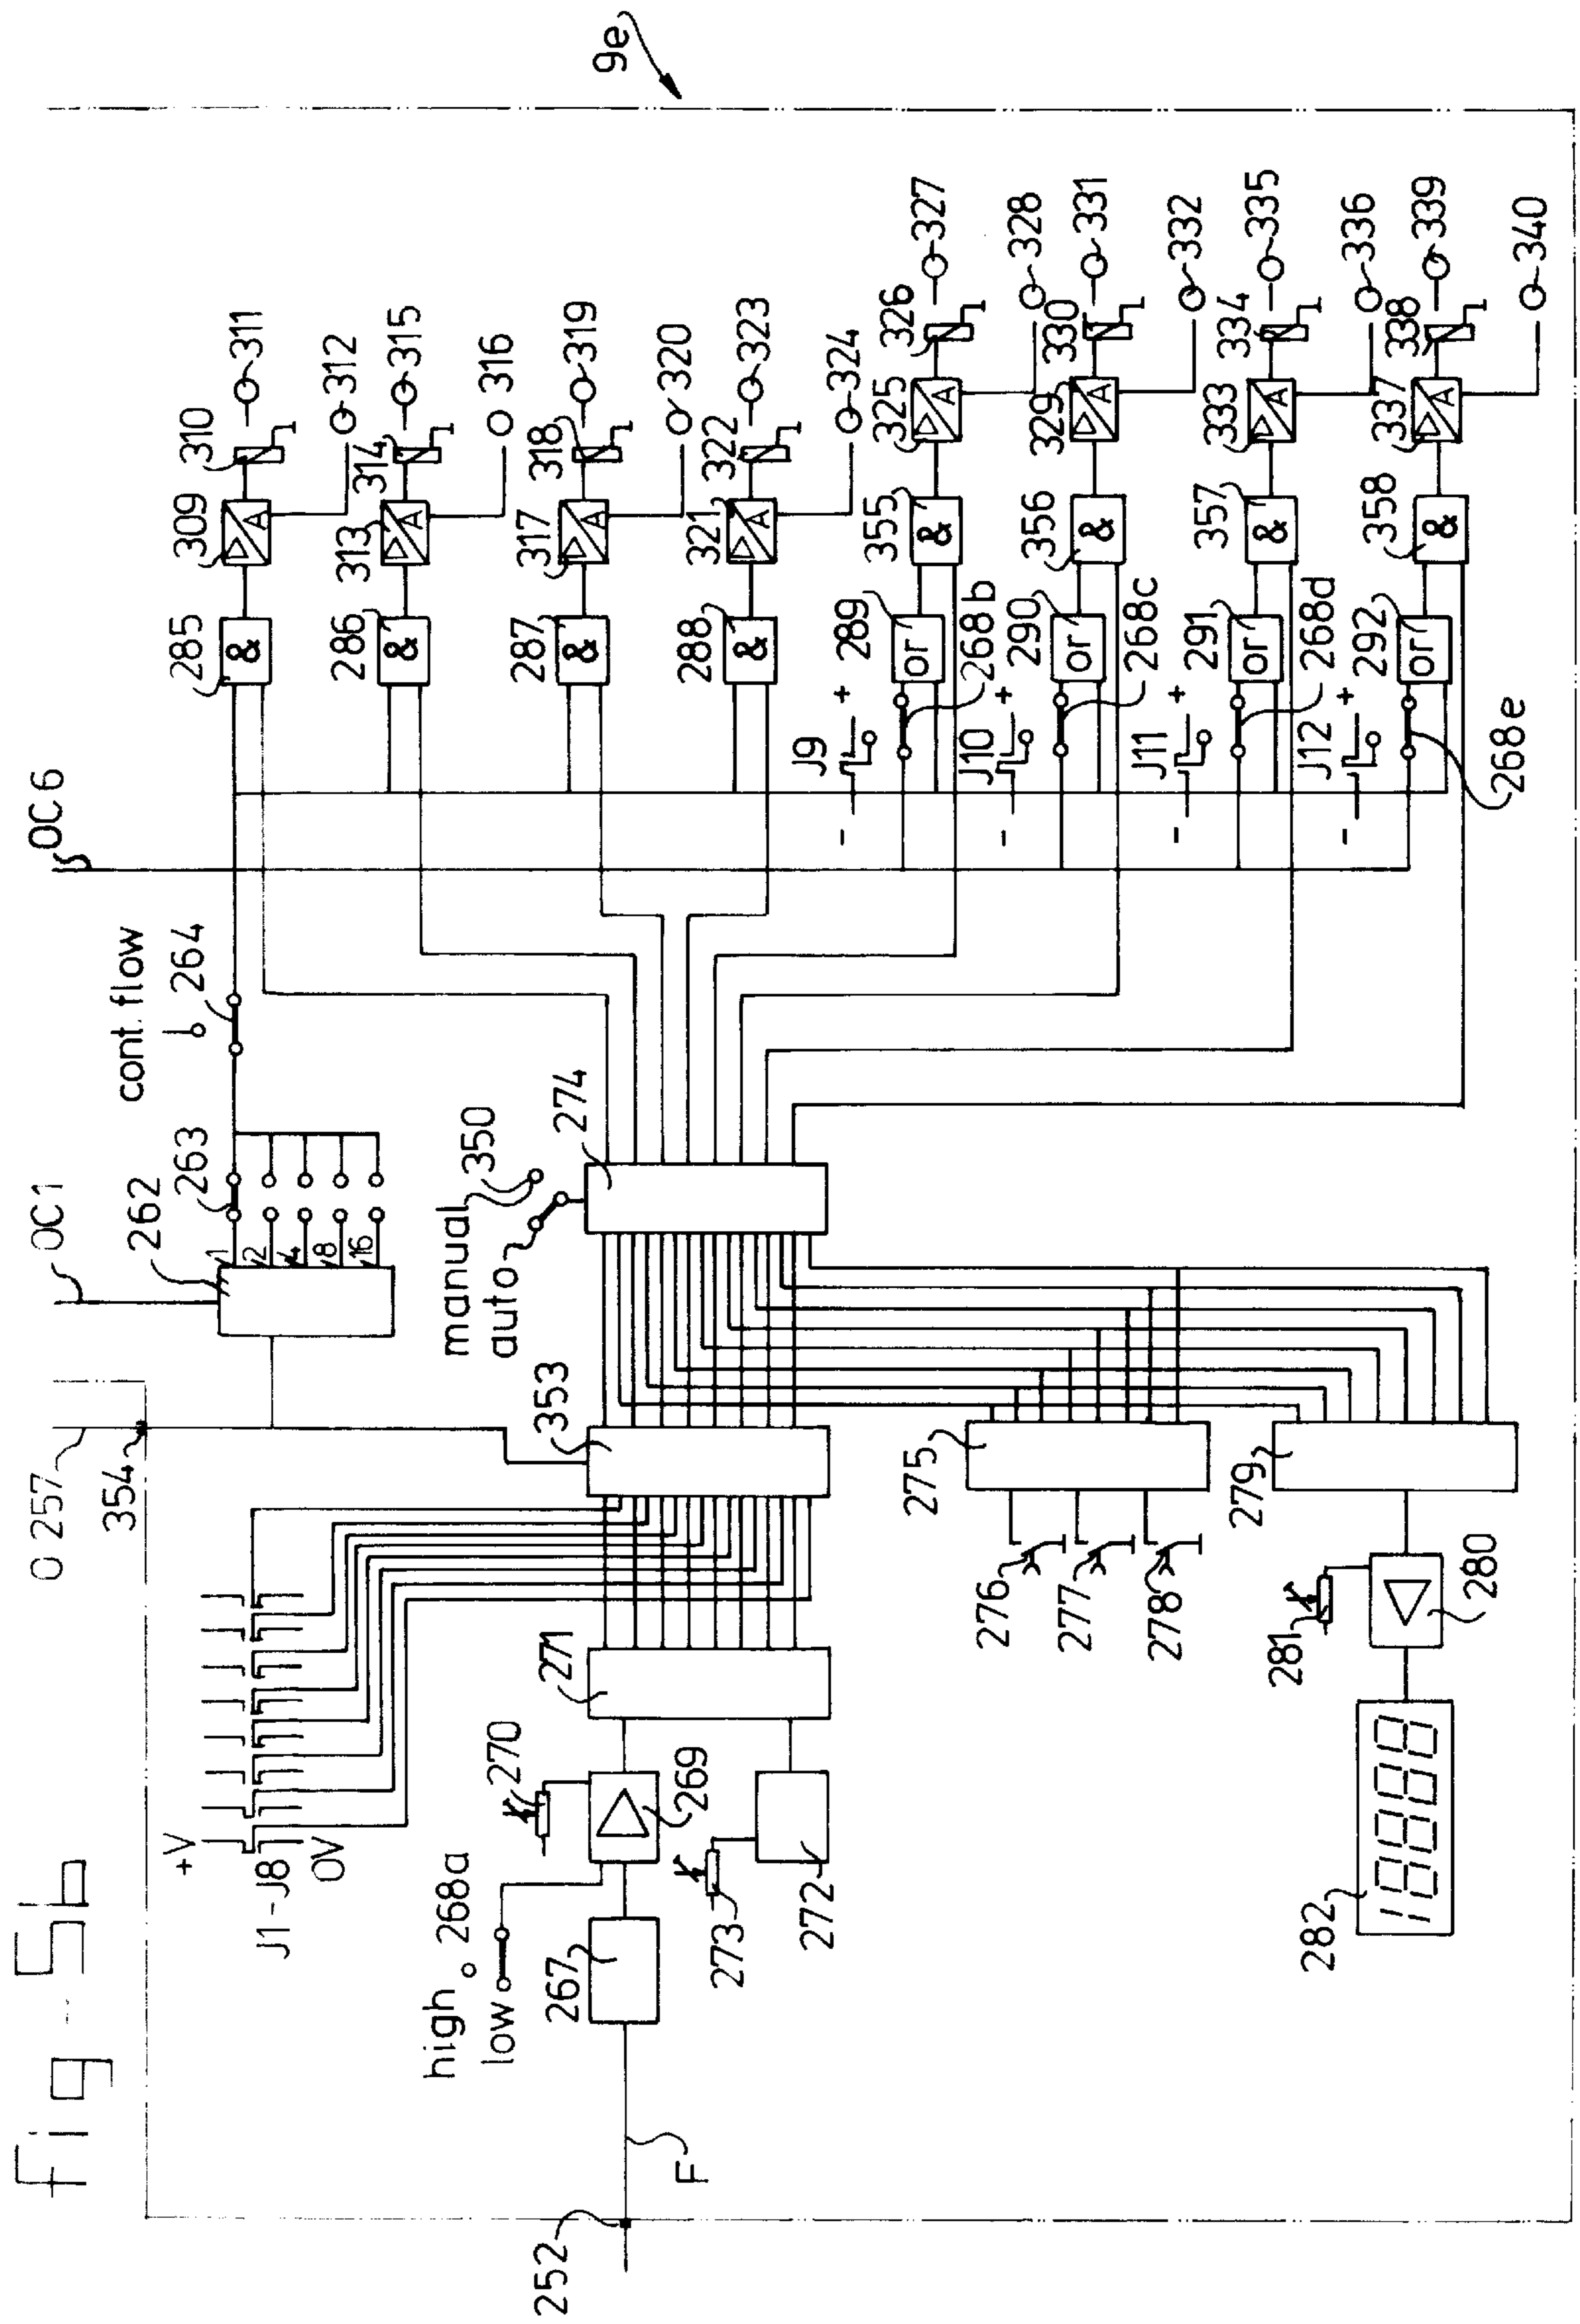 fig-5b
9e
OC6
OC1
O 257
354
262
263
cont. flow
264
1
2
4
8
16
+V
J1-J8
0V
high
low
268a
267
269
270
271
272
273
353
manual
auto
350
274
275
276
277
278
279
280
281
282
18888
252
F
285
&
309
D
A
310
311
312
286
&
313
D
A
314
315
316
287
&
317
D
A
318
319
320
288
&
321
D
A
322
323
324
J9
+
-
289
or
268b
355
&
325
D
A
326
327
328
J10
+
-
290
or
268c
356
&
329
D
A
330
331
332
J11
+
-
291
or
268d
357
&
333
D
A
334
335
336
J12
+
-
292
or
268e
358
&
337
D
A
338
339
340